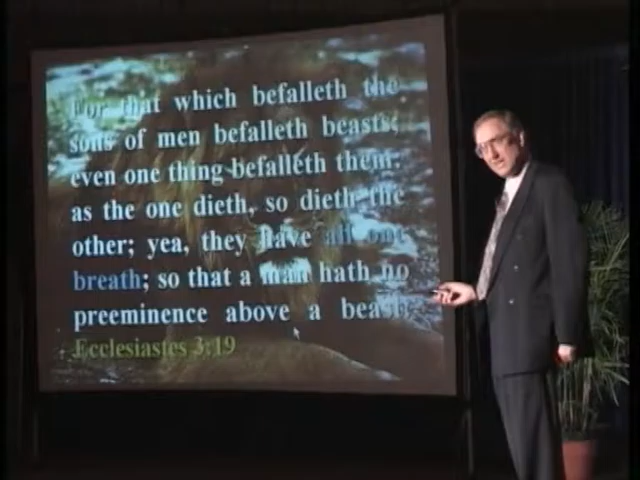 For that which befalleth the
sons of men befalleth beasts;
even one thing befalleth them:
as the one dieth, so dieth the
other; yea, they have all one
breath; so that a man hath no
preeminence above a beast:
Ecclesiastes 3:19